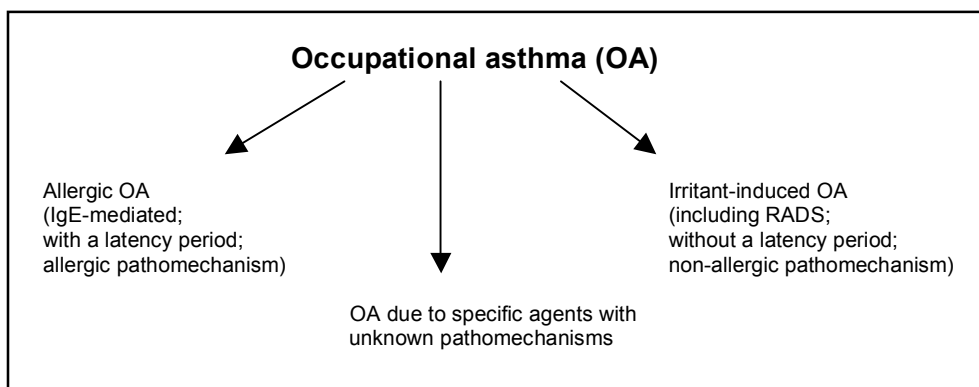 Occupational asthma (OA)
Allergic OA
(IgE-mediated;
with a latency period;
allergic pathomechanism)
Irritant-induced OA
(including RADS;
without a latency period;
non-allergic pathomechanism)
OA due to specific agents with
unknown pathomechanisms